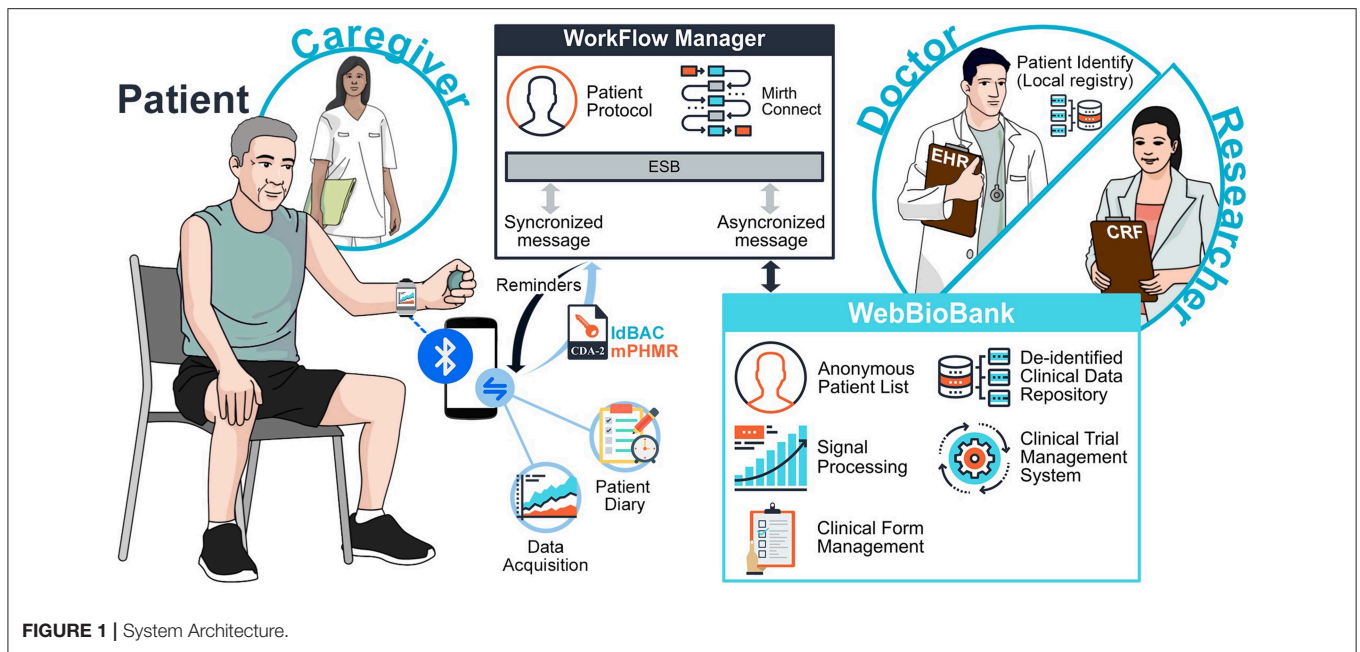 Patient
Caregiver
WorkFlow Manager
Patient
Protocol
Mirth
Connect
ESB
Syncronized
message
Asyncronized
message
Reminders
CDA-2
IdBAC
mPHMR
Patient
Diary
Data
Acquisition
Doctor
Patient Identify
(Local registry)
EHR
Researcher
CRF
WebBioBank
Anonymous
Patient List
De-identified
Clinical Data
Repository
Signal
Processing
Clinical Trial
Management
System
Clinical Form
Management
FIGURE 1 | System Architecture.